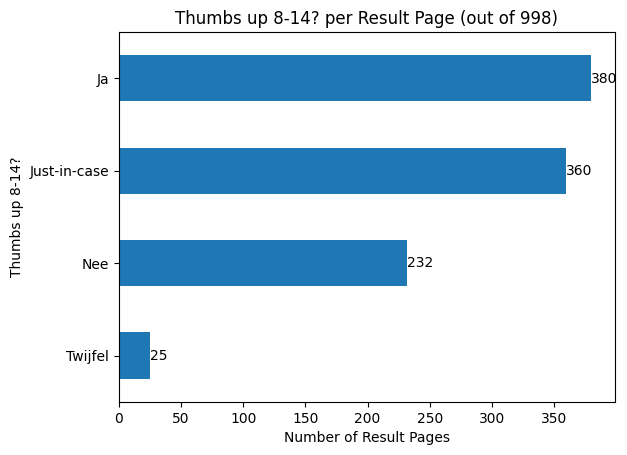 Thumbs up 8-14? per Result Page (out of 998)
Thumbs up 8-14?
Ja
380
Just-in-case
360
Nee
232
Twijfel
25
0 50 100 150 200 250 300 350
Number of Result Pages